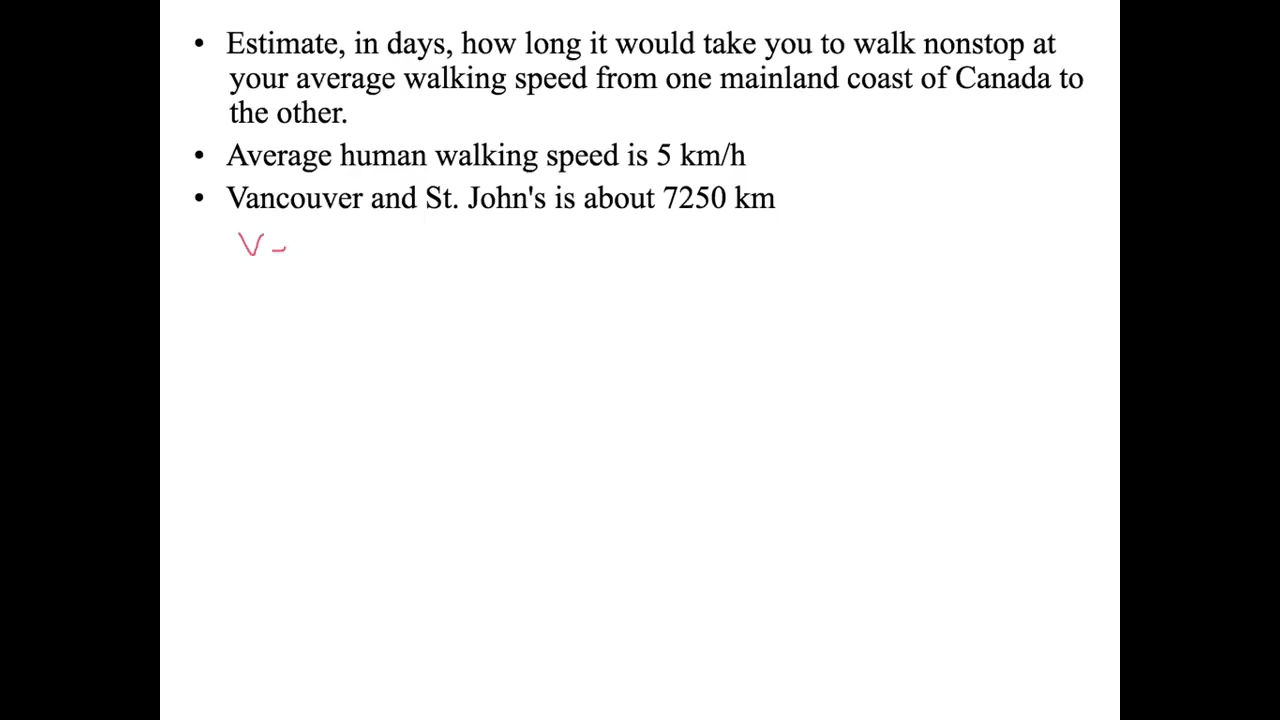 • Estimate, in days, how long it would take you to walk nonstop at
your average walking speed from one mainland coast of Canada to
the other.
• Average human walking speed is 5 km/h
• Vancouver and St. John's is about 7250 km
V -